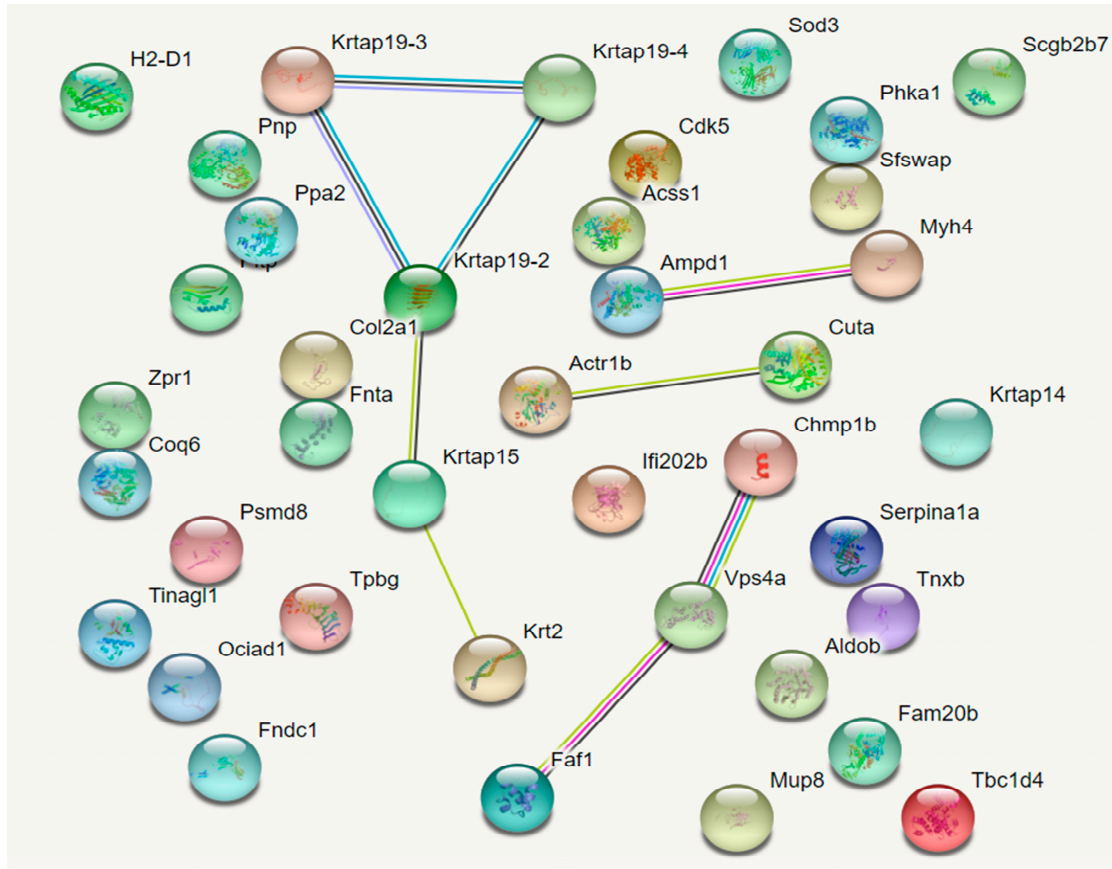 H2-D1
Krtap19-3
Krtap19-4
Sod3
Scgb2b7
Pnp
Cdk5
Phka1
Sfswap
Ppa2
Acss1
Myh4
Krtap19-2
Ampd1
Col2a1
Cuta
Zpr1
Fnta
Actr1b
Krtap14
Coq6
Krtap15
Ifi202b
Chmp1b
Psmd8
Serpina1a
Tinagl1
Tpbg
Vps4a
Tnxb
Ociad1
Krt2
Aldob
Fndc1
Faf1
Fam20b
Mup8
Tbc1d4